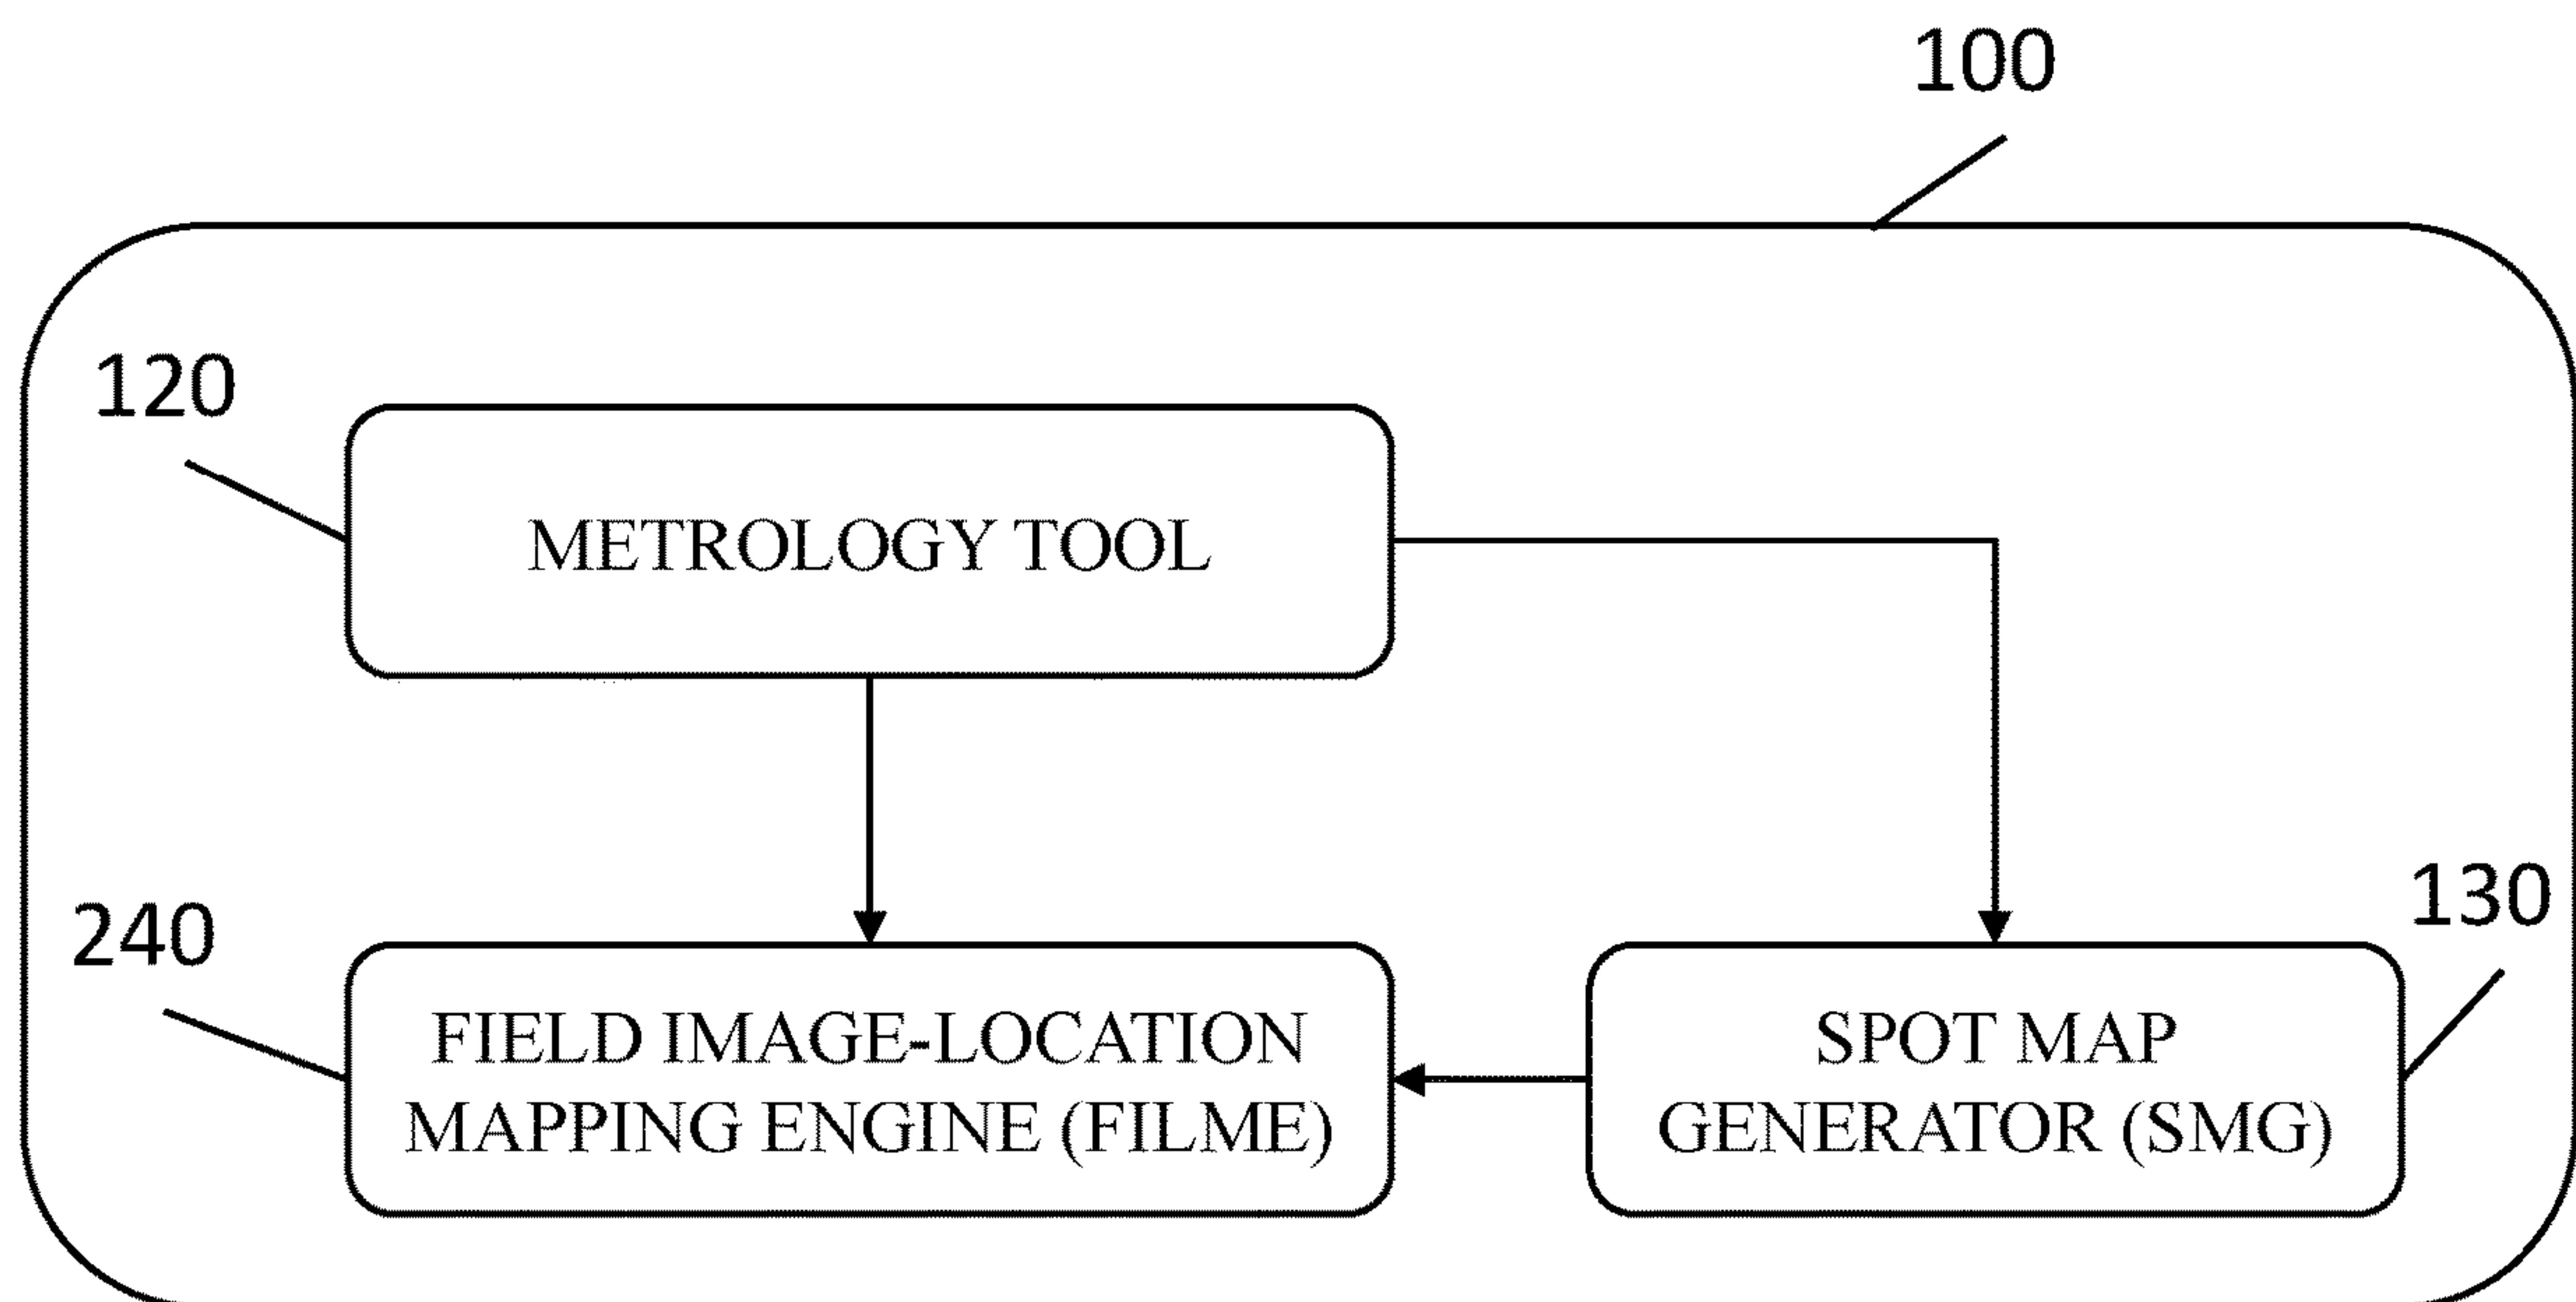 100
120
METROLOGY TOOL
240
FIELD IMAGE-LOCATION
MAPPING ENGINE (FILME)
130
SPOT MAP
GENERATOR (SMG)